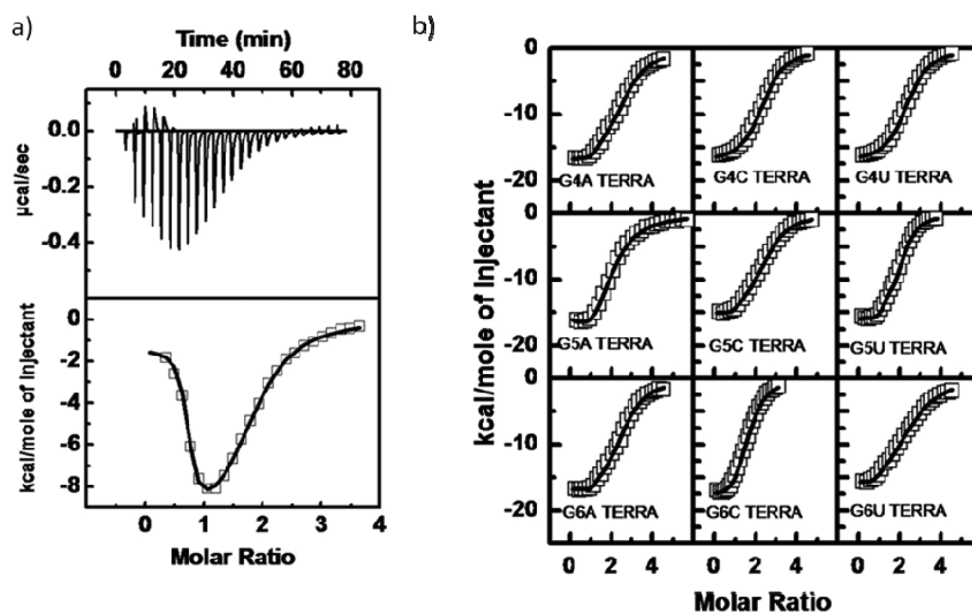 a)
Time (min)
0 20 40 60 80
0.0
-0.2
-0.4
µcal/sec
0
-2
-4
-6
-8
kcal/mole of Injectant
0 1 2 3 4
Molar Ratio
b)
0
-10
-20
G4A TERRA
G4C TERRA
G4U TERRA
0
-10
-20
G5A TERRA
G5C TERRA
G5U TERRA
0
-10
-20
G6A TERRA
G6C TERRA
G6U TERRA
kcal/mole of Injectant
0 2 4 0 2 4 0 2 4
Molar Ratio